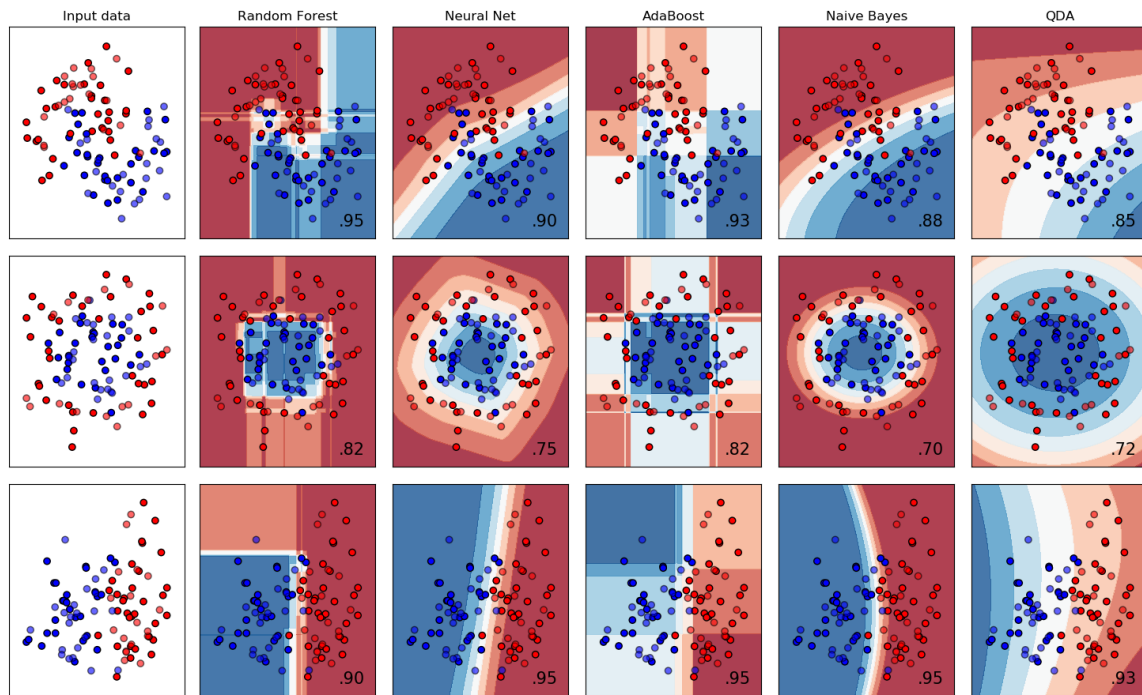 Input data
Random Forest
Neural Net
AdaBoost
Naive Bayes
QDA
.95
.90
.93
.88
.85
.82
.75
.82
.70
.72
.90
.95
.95
.95
.93